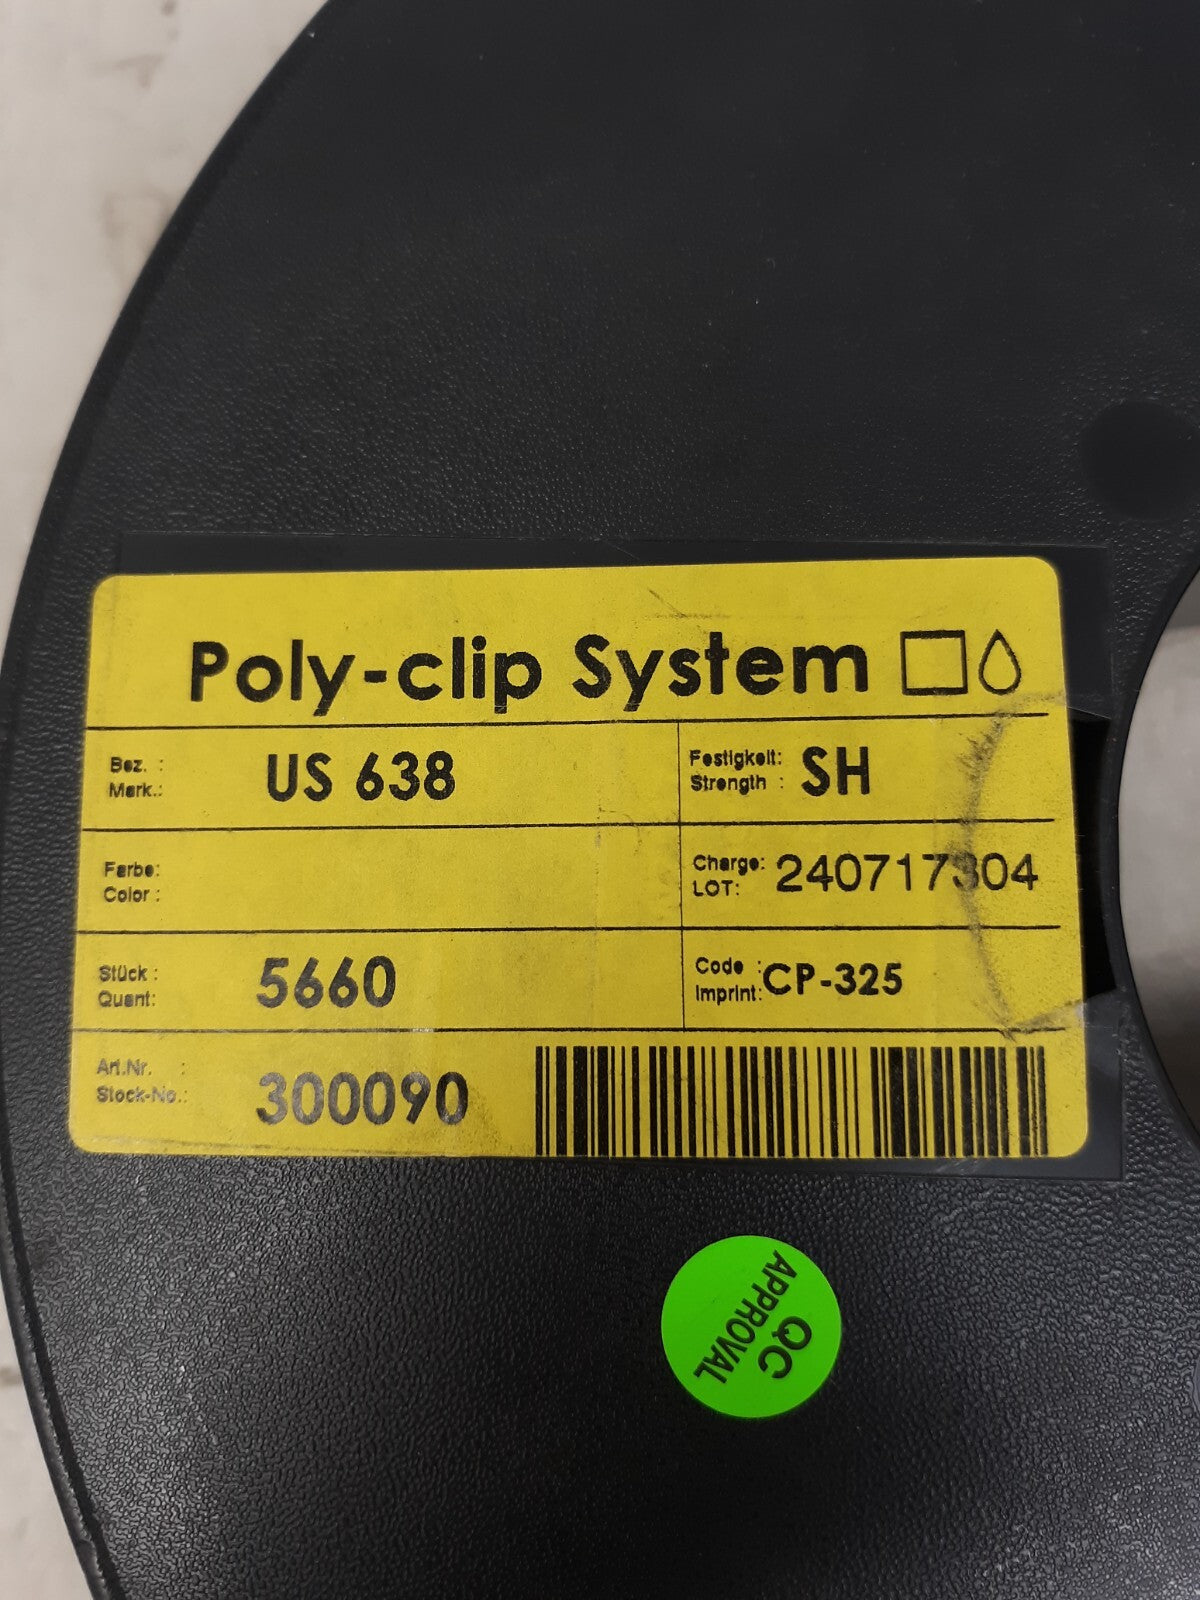 Poly-clip System
Bez. :
Mark.:
US 638
Festigkeit:
Strength :
SH
Farbe:
Color :
Charge:
LOT:
240717304
Stück :
Quant:
5660
Code :
Imprint:
CP-325
Art.Nr. :
Stock-No.:
300090
QC
APPROVAL